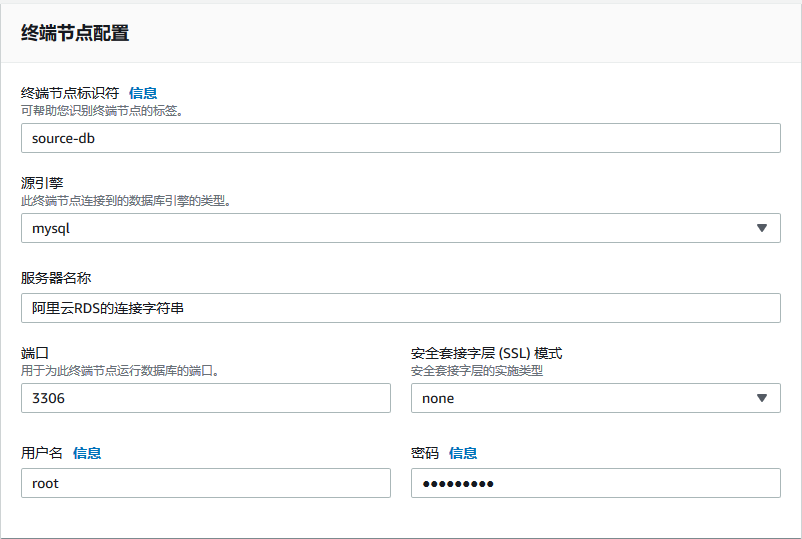 终端节点配置
终端节点标识符 信息
可帮助您识别终端节点的标签。
source-db
源引擎
此终端节点连接到的数据库引擎的类型。
mysql
服务器名称
阿里云RDS的连接字符串
端口
用于为此终端节点运行数据库的端口。
3306
安全套接字层 (SSL) 模式
安全套接字层的实施类型
none
用户名 信息
root
密码 信息
●●●●●●●●●